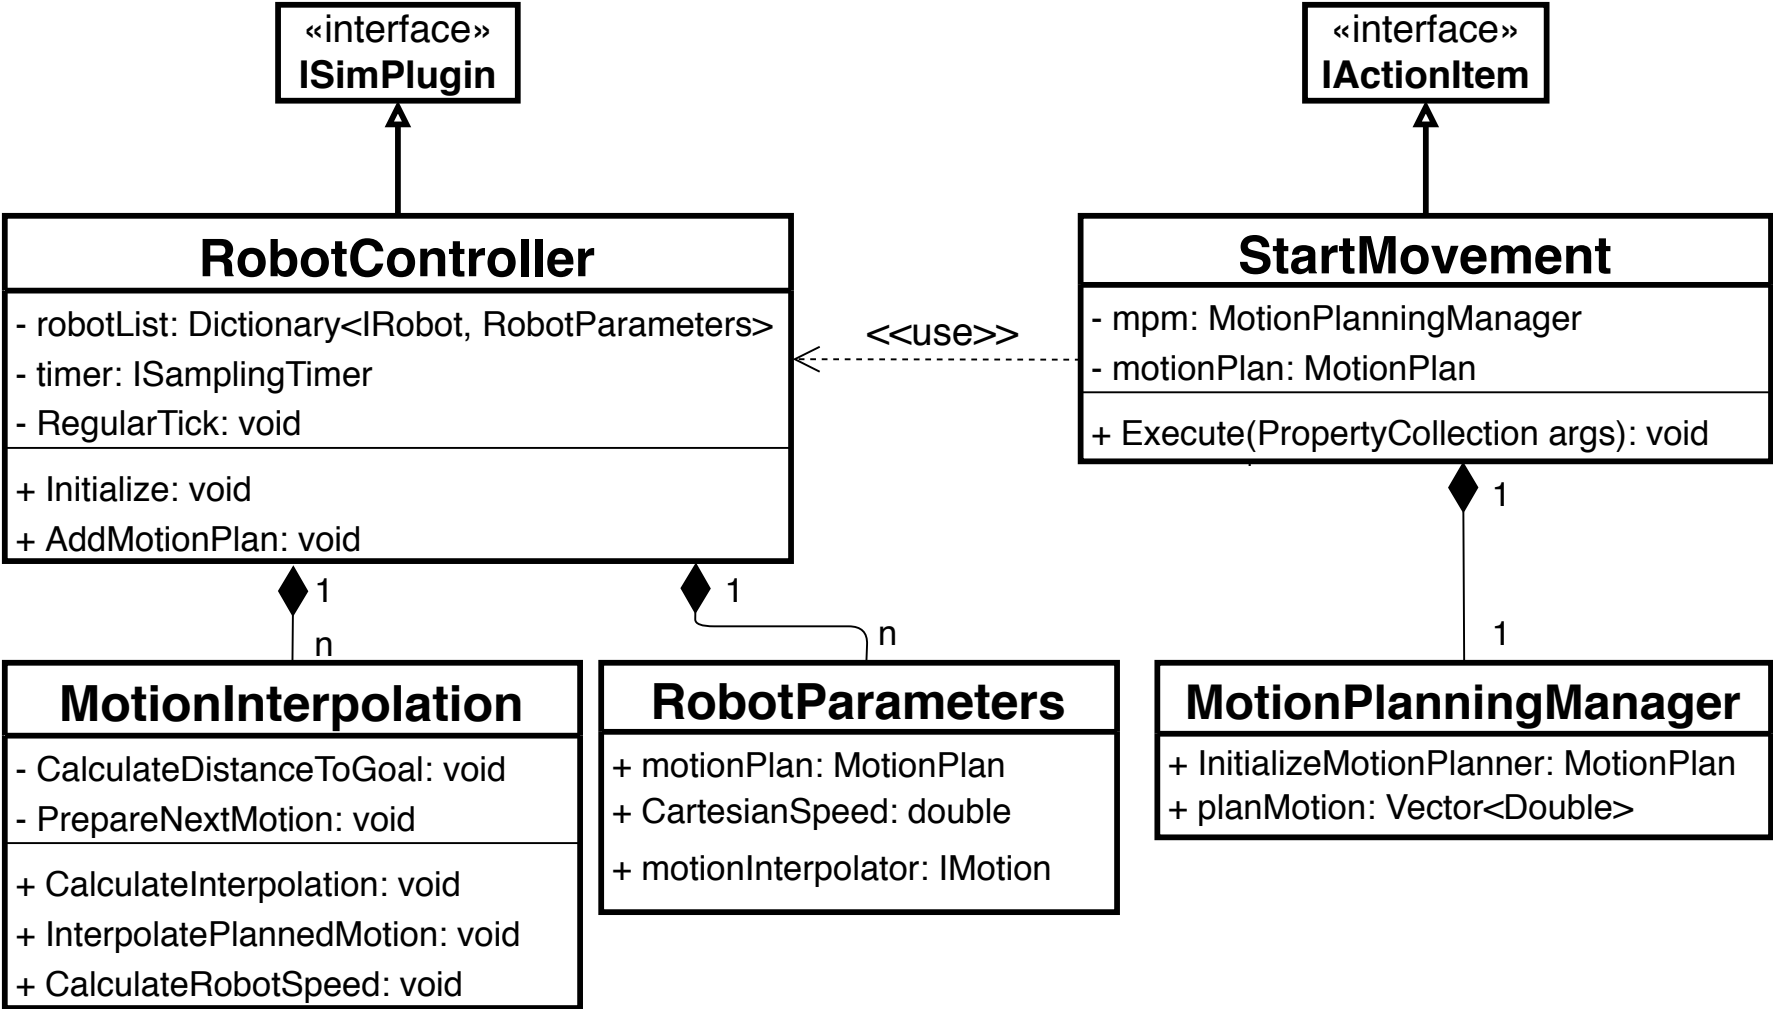 «interface»
ISimPlugin
«interface»
IActionItem
RobotController
- robotList: Dictionary<IRobot, RobotParameters>
- timer: ISamplingTimer
- RegularTick: void
+ Initialize: void
+ AddMotionPlan: void
<<use>>
StartMovement
- mpm: MotionPlanningManager
- motionPlan: MotionPlan
+ Execute(PropertyCollection args): void
1
n
1
n
1
1
MotionInterpolation
- CalculateDistanceToGoal: void
- PrepareNextMotion: void
+ CalculateInterpolation: void
+ InterpolatePlannedMotion: void
+ CalculateRobotSpeed: void
RobotParameters
+ motionPlan: MotionPlan
+ CartesianSpeed: double
+ motionInterpolator: IMotion
MotionPlanningManager
+ InitializeMotionPlanner: MotionPlan
+ planMotion: Vector<Double>